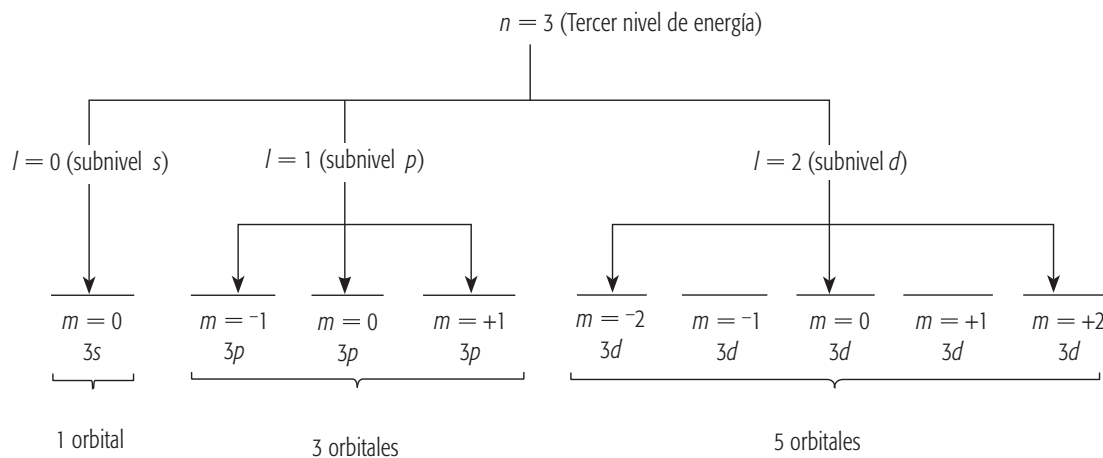 n = 3 (Tercer nivel de energía)
l = 0 (subnivel s)
l = 1 (subnivel p)
l = 2 (subnivel d)
m = 0
m = −1
m = 0
m = +1
m = −2
m = −1
m = 0
m = +1
m = +2
3s
3p
3p
3p
3d
3d
3d
3d
3d
1 orbital
3 orbitales
5 orbitales